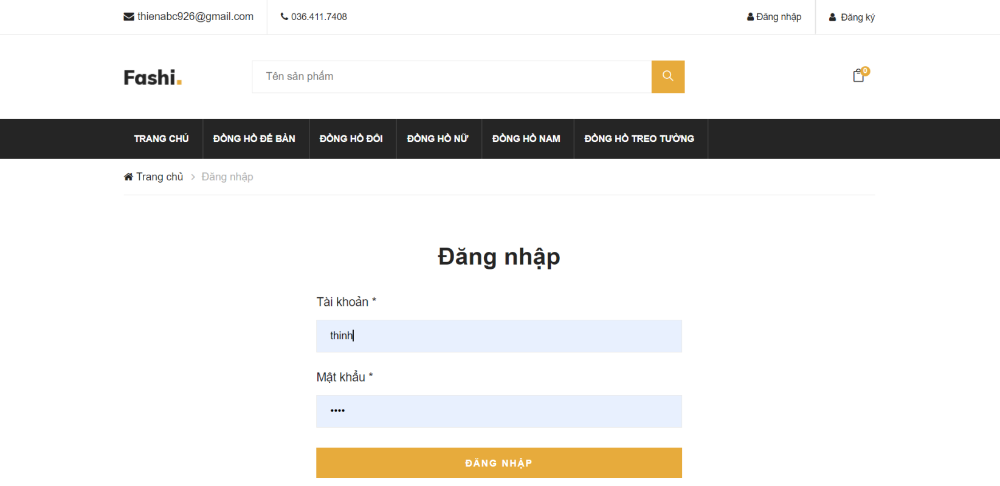 thienabc926@gmail.com
036.411.7408
Đăng nhập
Đăng ký
Fashi.
Tên sản phẩm
0
TRANG CHỦ
ĐỒNG HỒ ĐỂ BÀN
ĐỒNG HỒ ĐÔI
ĐỒNG HỒ NỮ
ĐỒNG HỒ NAM
ĐỒNG HỒ TREO TƯỜNG
Trang chủ > Đăng nhập
Đăng nhập
Tài khoản *
thinh
Mật khẩu *
••••
ĐĂNG NHẬP